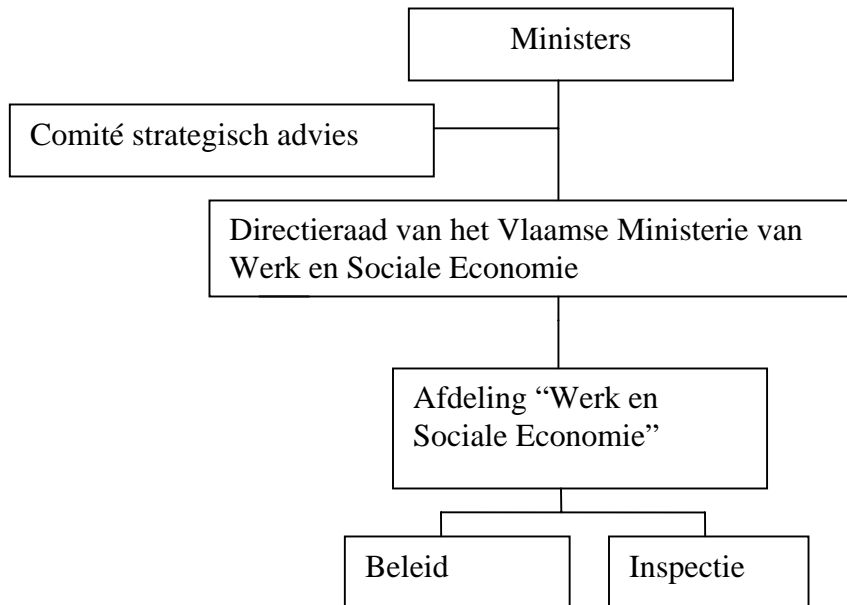 Ministers
Comité strategisch advies
Directieraad van het Vlaamse Ministerie van
Werk en Sociale Economie
Afdeling “Werk en
Sociale Economie”
Beleid
Inspectie